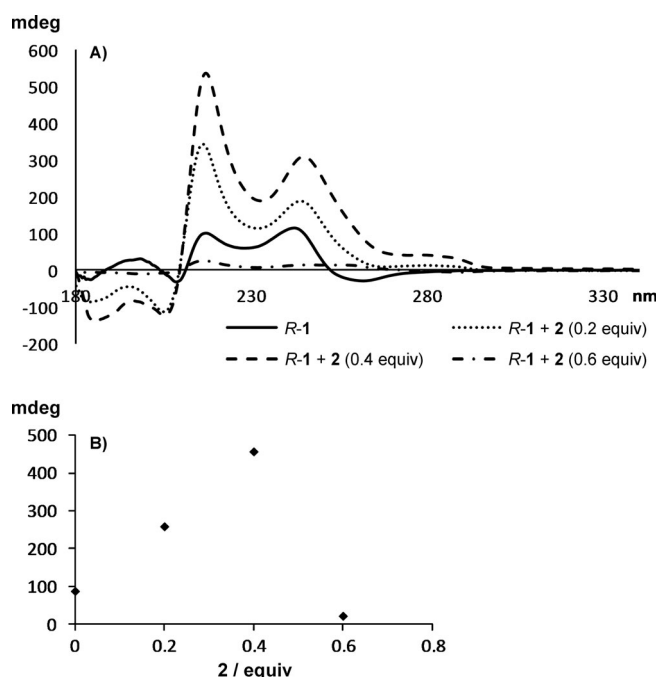 mdeg
600 A)
500
400
300
200
100
0
180 230 280 330 nm
-100
-200
R-1 R-1 + 2 (0.2 equiv)
R-1 + 2 (0.4 equiv) R-1 + 2 (0.6 equiv)
mdeg
500 B)
400
300
200
100
0
0 0.2 0.4 0.6 0.8
2 / equiv